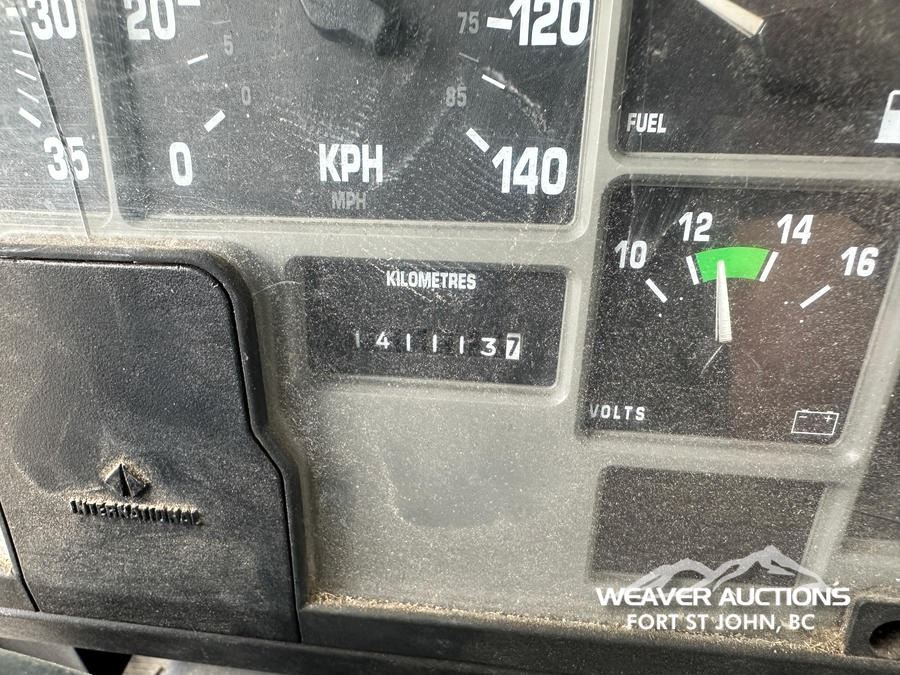 30
35
20
5
0
0
KPH
MPH
75
120
85
140
FUEL
KILOMETRES
1411137
10
12
14
16
VOLTS
INTERNATIONAL
WEAVER AUCTIONS
FORT ST JOHN, BC